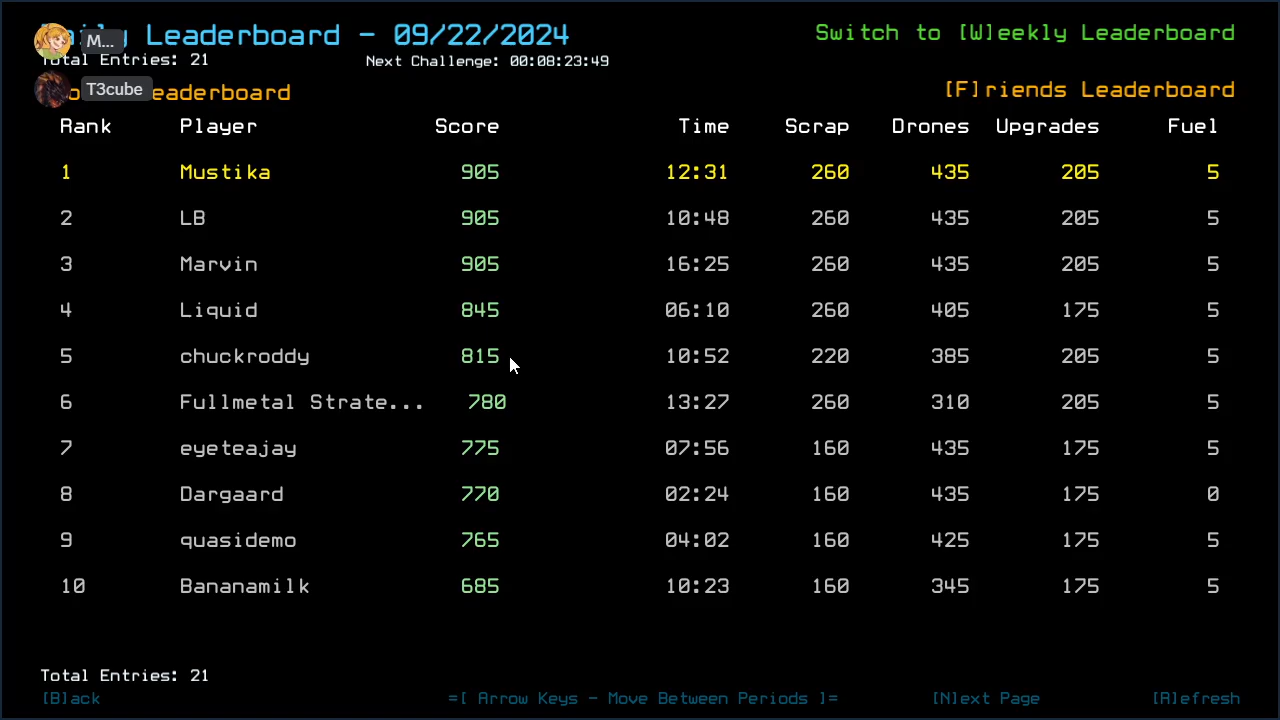 Leaderboard - 09/22/2024
Switch to [W]eekly Leaderboard
M...
Total Entries: 21
Next Challenge: 00:08:23:49
T3cube
[F]riends Leaderboard
Rank Player Score Time Scrap Drones Upgrades Fuel
1 Mustika 905 12:31 260 435 205 5
2 LB 905 10:48 260 435 205 5
3 Marvin 905 16:25 260 435 205 5
4 Liquid 845 06:10 260 405 175 5
5 chuckroddy 815 10:52 220 385 205 5
6 Fullmetal Strate... 780 13:27 260 310 205 5
7 eyeteajay 775 07:56 160 435 175 5
8 Dargaard 770 02:24 160 435 175 0
9 quasidemo 765 04:02 160 425 175 5
10 Bananamilk 685 10:23 160 345 175 5
Total Entries: 21
[B]ack
=[ Arrow Keys - Move Between Periods ]=
[N]ext Page
[R]efresh